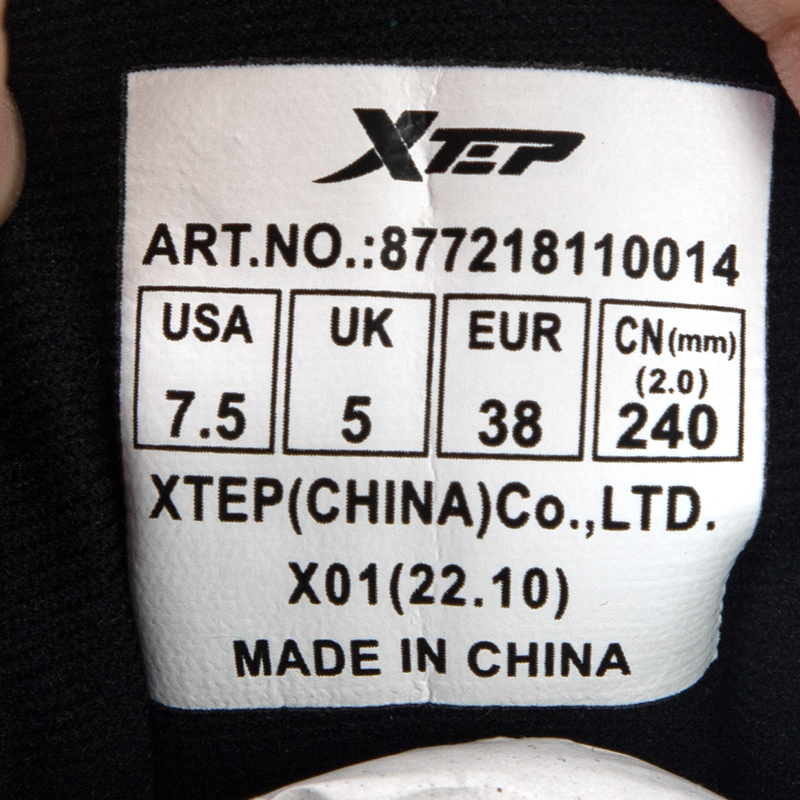 XTEP
ART.NO.:877218110014
USA UK EUR CN(mm)
(2.0)
7.5 5 38 240
XTEP(CHINA)Co.,LTD.
X01(22.10)
MADE IN CHINA